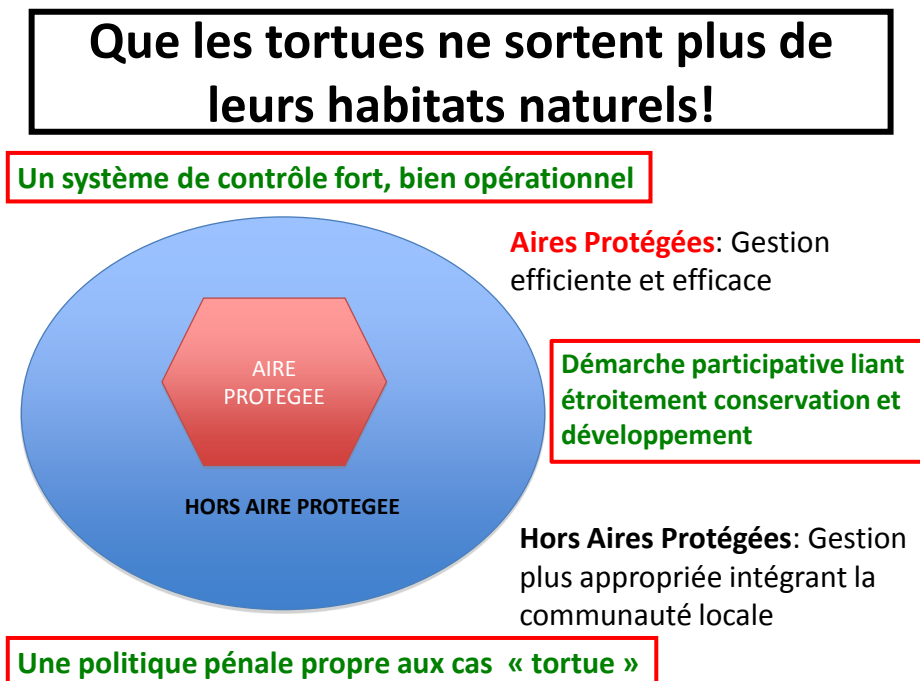 Que les tortues ne sortent plus de
leurs habitats naturels!
Un système de contrôle fort, bien opérationnel
Aires Protégées: Gestion
efficiente et efficace
AIRE
PROTEGEE
Démarche participative liant
étroitement conservation et
développement
HORS AIRE PROTEGEE
Hors Aires Protégées: Gestion
plus appropriée intégrant la
communauté locale
Une politique pénale propre aux cas « tortue »